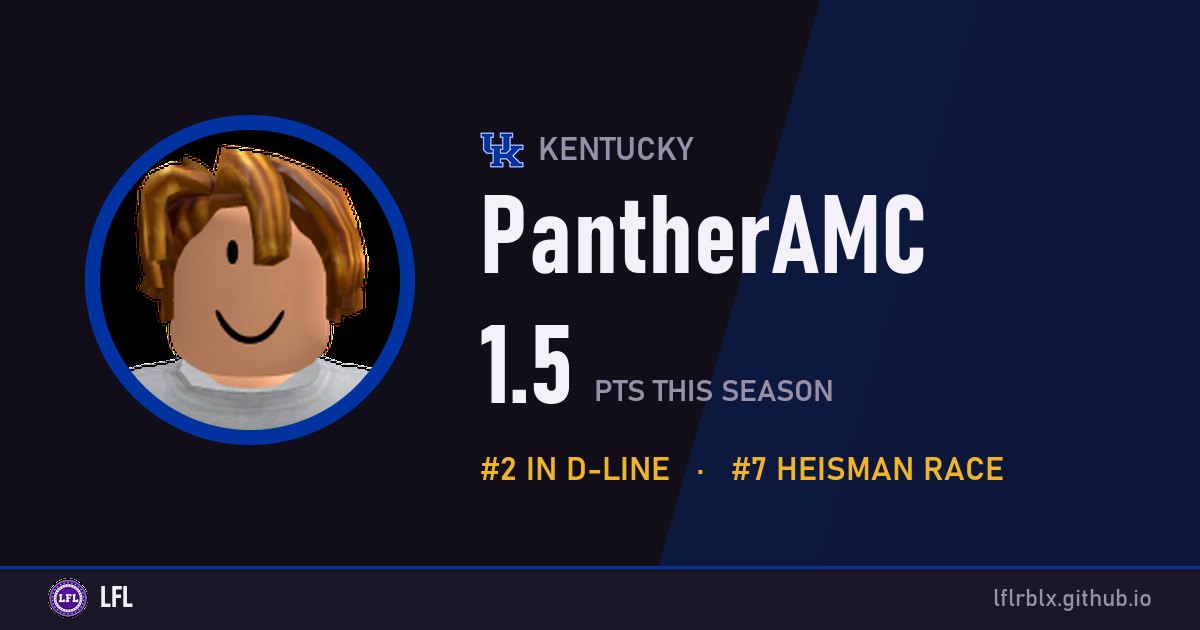 UK KENTUCKY
PantherAMC
1.5 PTS THIS SEASON
#2 IN D-LINE · #7 HEISMAN RACE
LFL LFL
lflrblx.github.io